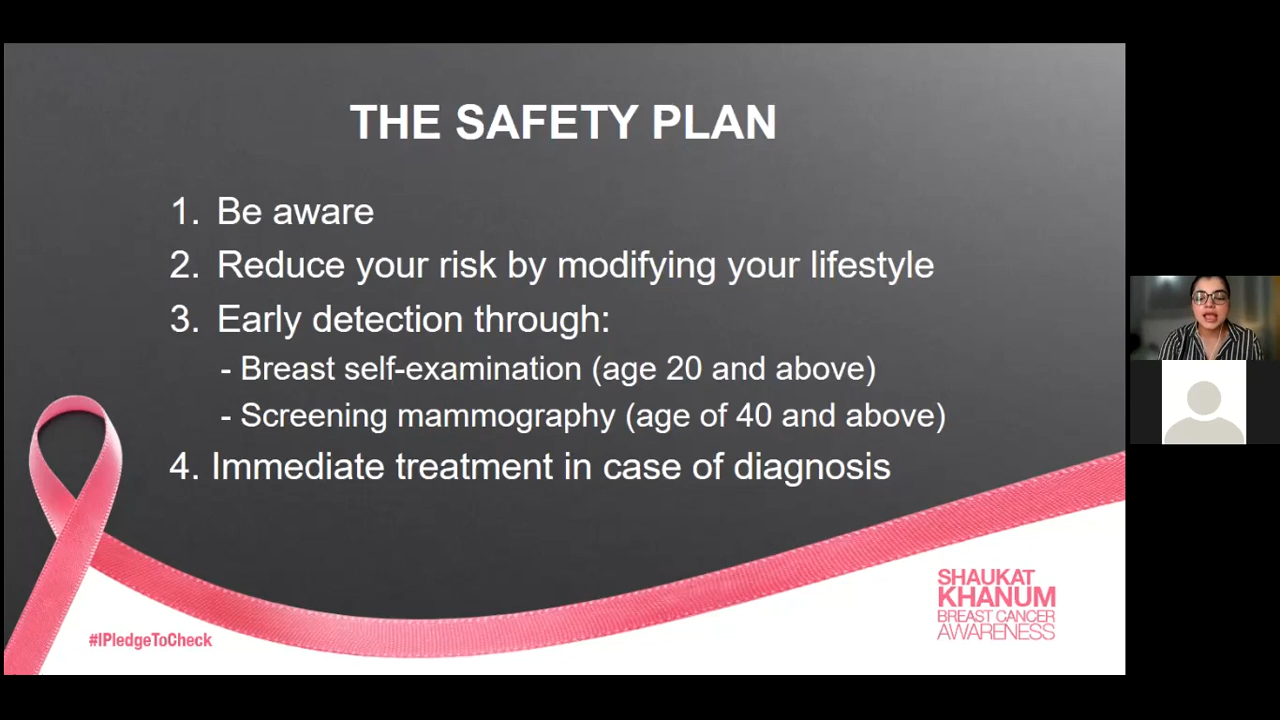 THE SAFETY PLAN
1. Be aware
2. Reduce your risk by modifying your lifestyle
3. Early detection through:
- Breast self-examination (age 20 and above)
- Screening mammography (age of 40 and above)
4. Immediate treatment in case of diagnosis
#IPledgeToCheck
SHAUKAT
KHANUM
BREAST CANCER
AWARENESS